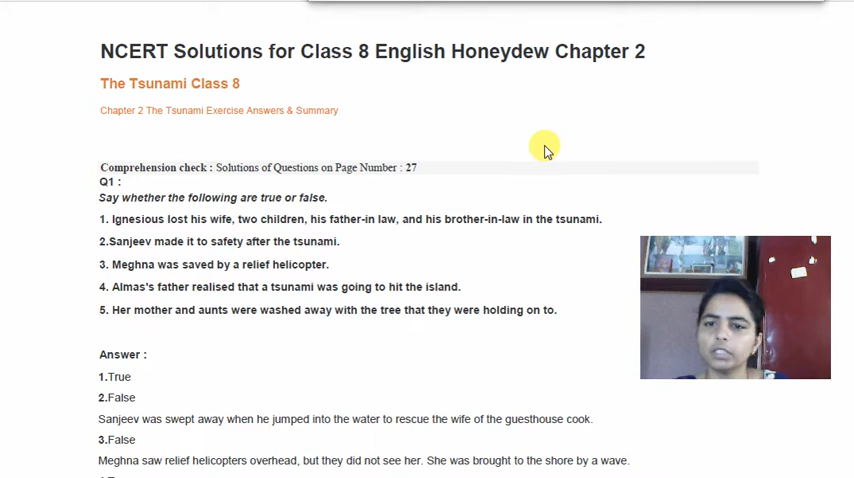 NCERT Solutions for Class 8 English Honeydew Chapter 2
The Tsunami Class 8
Chapter 2 The Tsunami Exercise Answers & Summary
Comprehension check : Solutions of Questions on Page Number : 27
Q1 :
Say whether the following are true or false.
1. Ignesious lost his wife, two children, his father-in law, and his brother-in-law in the tsunami.
2.Sanjeev made it to safety after the tsunami.
3. Meghna was saved by a relief helicopter.
4. Almas's father realised that a tsunami was going to hit the island.
5. Her mother and aunts were washed away with the tree that they were holding on to.
Answer :
1.True
2.False
Sanjeev was swept away when he jumped into the water to rescue the wife of the guesthouse cook.
3.False
Meghna saw relief helicopters overhead, but they did not see her. She was brought to the shore by a wave.